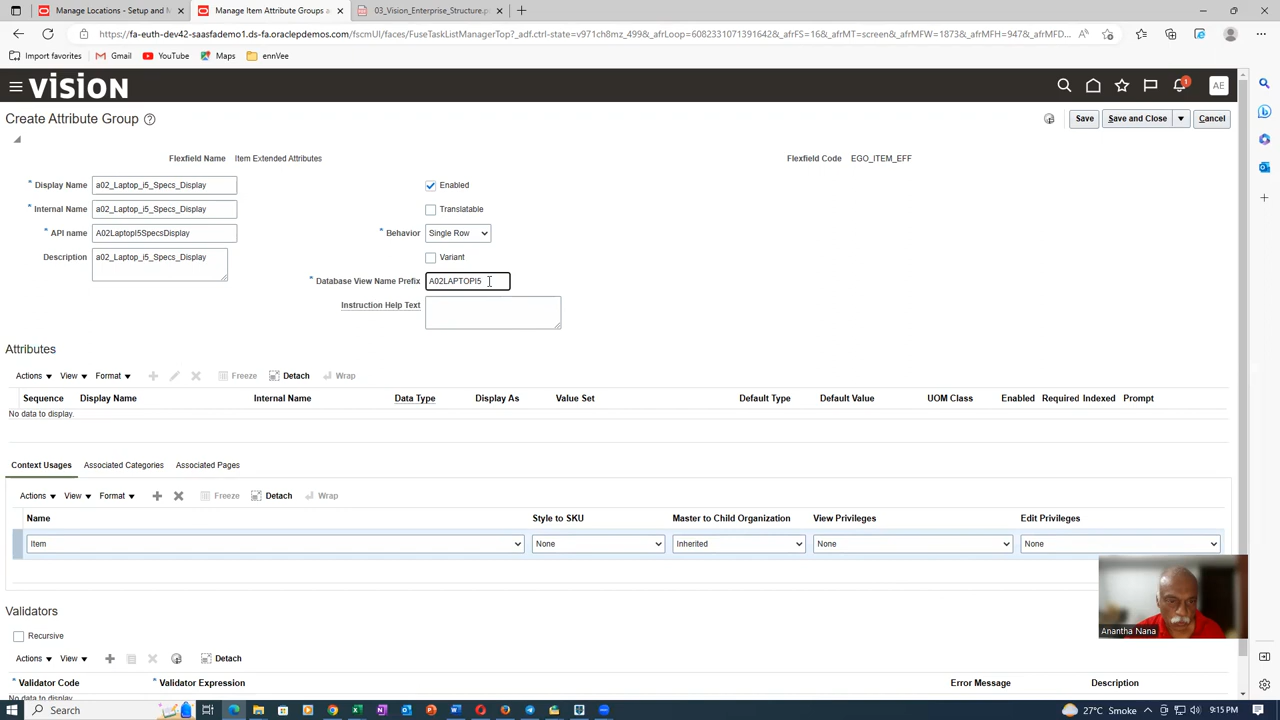 Manage Locations - Setup and M
Manage Item Attribute Groups a
03_Vision_Enterprise_Structure.p
https://fa-euth-dev42-saasfademo1.ds-fa.oraclepdemos.com/fscmUI/faces/FuseTaskListManagerTop?_adf.ctrl-state=v971ch8mz_499&_afrLoop=60823310713916428&_afrFS=16&_afrMT=screen&_afrMFW=1873&_afrMFH=947&_afrMFD...
Import favorites
Gmail
YouTube
Maps
ennVee
VISION
1
AE
Create Attribute Group
Save
Save and Close
Cancel
Flexfield Name Item Extended Attributes
Flexfield Code EGO_ITEM_EFF
* Display Name a02_Laptop_i5_Specs_Display
Enabled
* Internal Name a02_Laptop_i5_Specs_Display
Translatable
* API name A02LaptopI5SpecsDisplay
* Behavior Single Row
Description a02_Laptop_i5_Specs_Display
Variant
* Database View Name Prefix A02LAPTOPI5
Instruction Help Text
Attributes
Actions View Format Freeze Detach Wrap
Sequence Display Name Internal Name Data Type Display As Value Set Default Type Default Value UOM Class Enabled Required Indexed Prompt
No data to display.
Context Usages Associated Categories Associated Pages
Actions View Format Freeze Detach Wrap
Name Style to SKU Master to Child Organization View Privileges Edit Privileges
Item None Inherited None None
Validators
Recursive
Actions View Detach
* Validator Code * Validator Expression Error Message Description
No data to display.
Anantha Nana
Search
27°C Smoke
9:15 PM